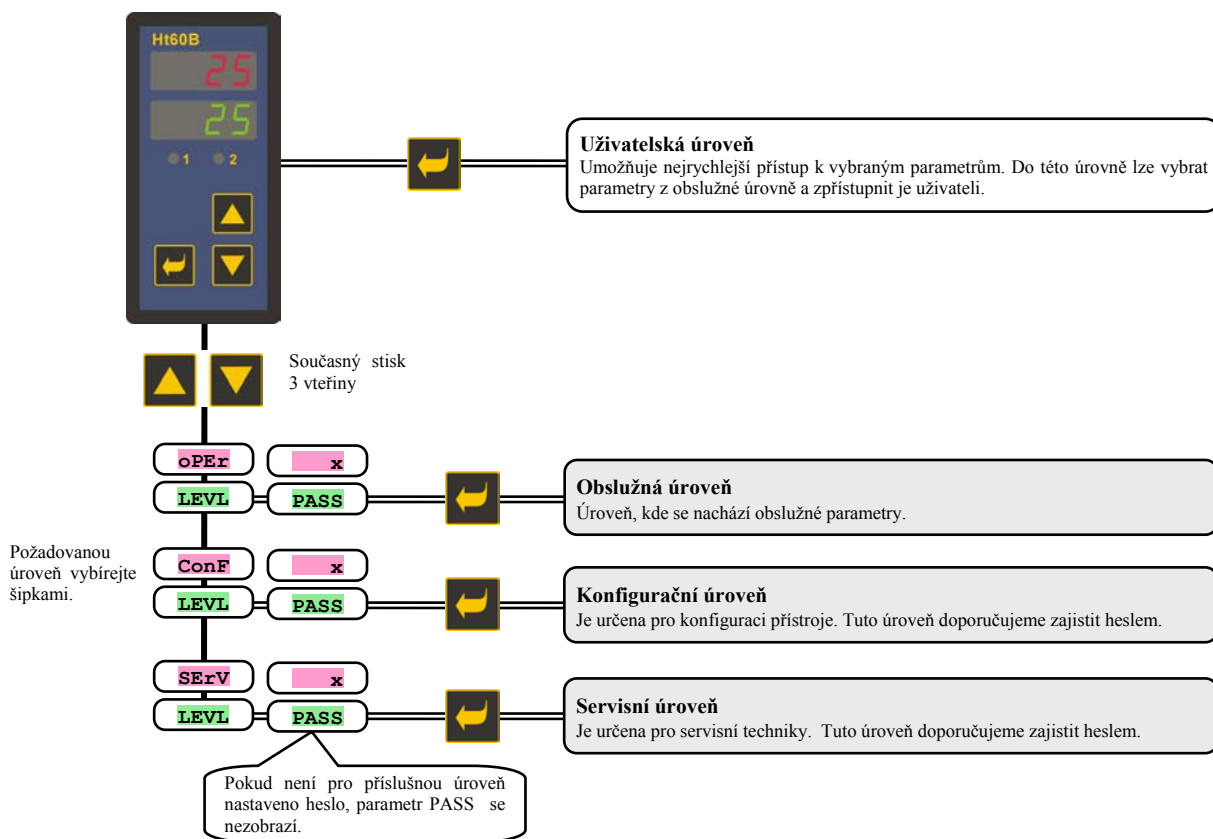 Ht60B
25
25
1 2
Uživatelská úroveň
Umožňuje nejrychlejší přístup k vybraným parametrům. Do této úrovně lze vybrat
parametry z obslužné úrovně a zpřístupnit je uživateli.
Současný stisk
3 vteřiny
oPEr x
LEVL PASS
Obslužná úroveň
Úroveň, kde se nachází obslužné parametry.
Požadovanou
úroveň vybírejte
šipkami.
ConF x
LEVL PASS
Konfigurační úroveň
Je určena pro konfiguraci přístroje. Tuto úroveň doporučujeme zajistit heslem.
SErV x
LEVL PASS
Servisní úroveň
Je určena pro servisní techniky. Tuto úroveň doporučujeme zajistit heslem.
Pokud není pro příslušnou úroveň
nastaveno heslo, parametr PASS se
nezobrazí.